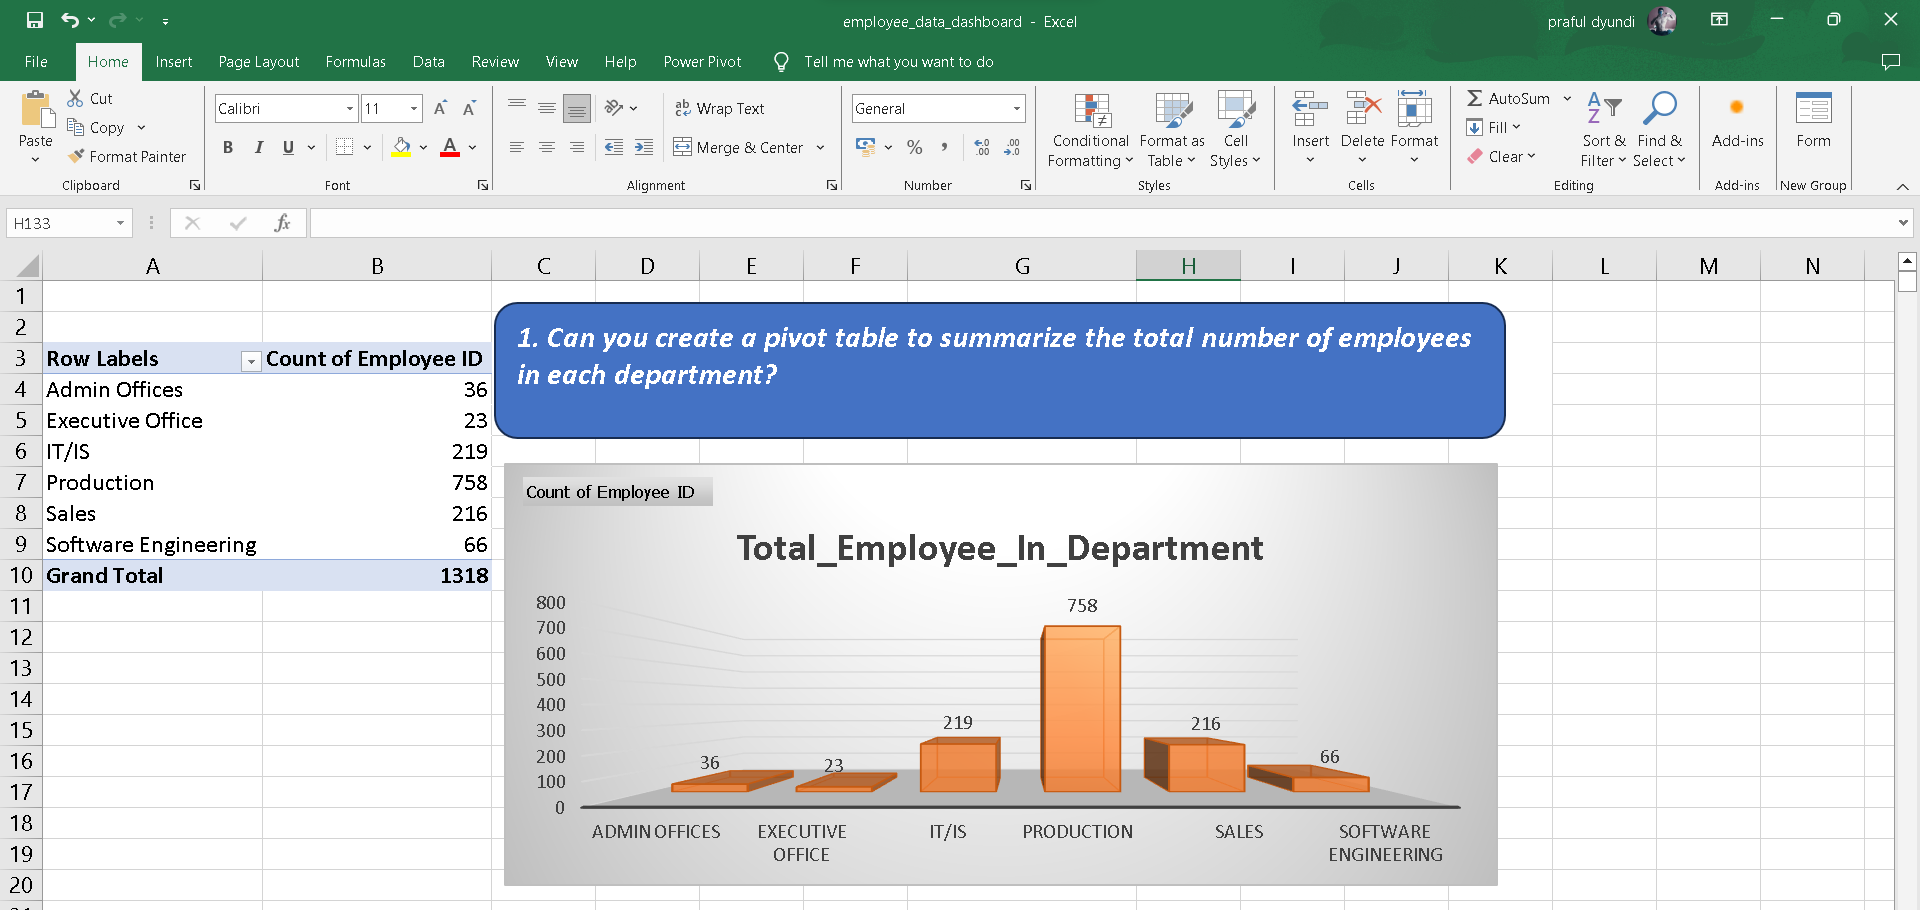 employee_data_dashboard - Excel
praful dyundi
File Home Insert Page Layout Formulas Data Review View Help Power Pivot Tell me what you want to do
Paste
Cut
Copy
Format Painter
Clipboard
Calibri 11
B I U A
Font
Wrap Text
Merge & Center
Alignment
General
Number
Conditional Formatting
Format as Table
Cell Styles
Styles
Insert Delete Format
Cells
AutoSum
Fill
Clear
Sort & Filter
Find & Select
Editing
Add-ins
Add-ins
Form
New Group
H133 fx
A B C D E F G H I J K L M N
1
2
3 Row Labels Count of Employee ID
4 Admin Offices 36
5 Executive Office 23
6 IT/IS 219
7 Production 758
8 Sales 216
9 Software Engineering 66
10 Grand Total 1318
11
12
13
14
15
16
17
18
19
20
1. Can you create a pivot table to summarize the total number of employees
in each department?
Count of Employee ID
Total_Employee_In_Department
800
700
600
500
400
300
200
100
0
36 23 219 758 216 66
ADMIN OFFICES EXECUTIVE OFFICE IT/IS PRODUCTION SALES SOFTWARE ENGINEERING